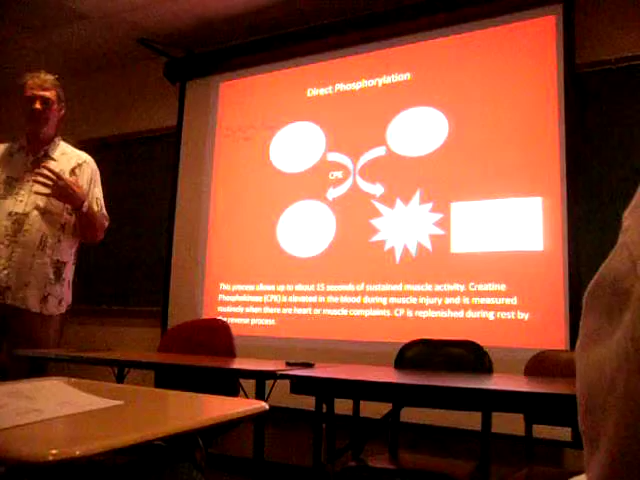 Direct Phosphorylation
CPK
This process allows up to about 15 seconds of sustained muscle activity. Creatine
Phosphokinase (CPK) is elevated in the blood during muscle injury and is measured
routinely when there are heart or muscle complaints. CP is replenished during rest by
reverse process.